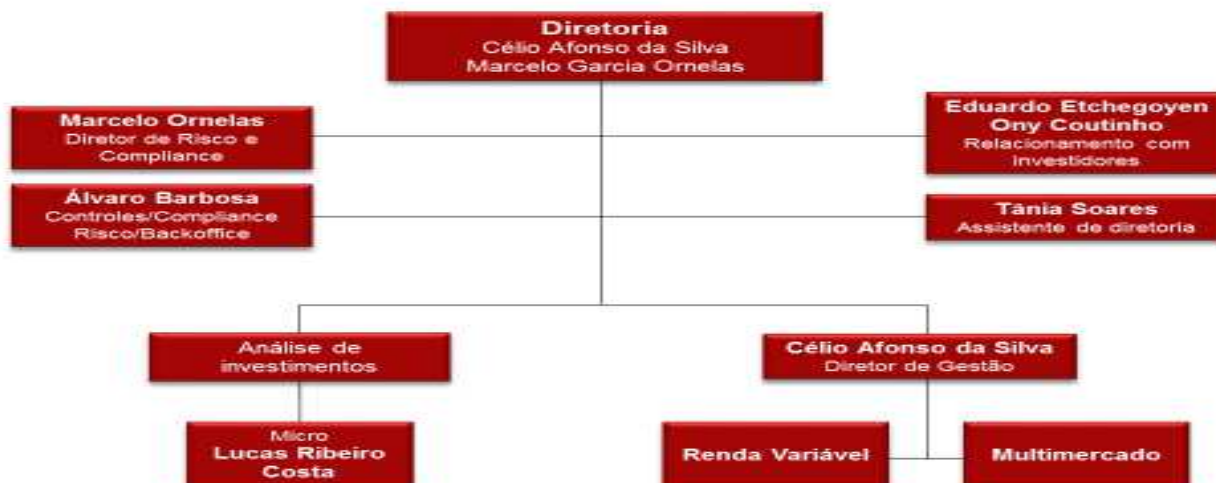 Diretoria
Célio Afonso da Silva
Marcelo Garcia Ornelas
Marcelo Ornelas
Diretor de Risco e
Compliance
Eduardo Etchegoyen
Ony Coutinho
Relacionamento com
investidores
Álvaro Barbosa
Controles/Compliance
Risco/Backoffice
Tânia Soares
Assistente de diretoria
Análise de
investimentos
Célio Afonso da Silva
Diretor de Gestão
Micro
Lucas Ribeiro
Costa
Renda Variável
Multimercado